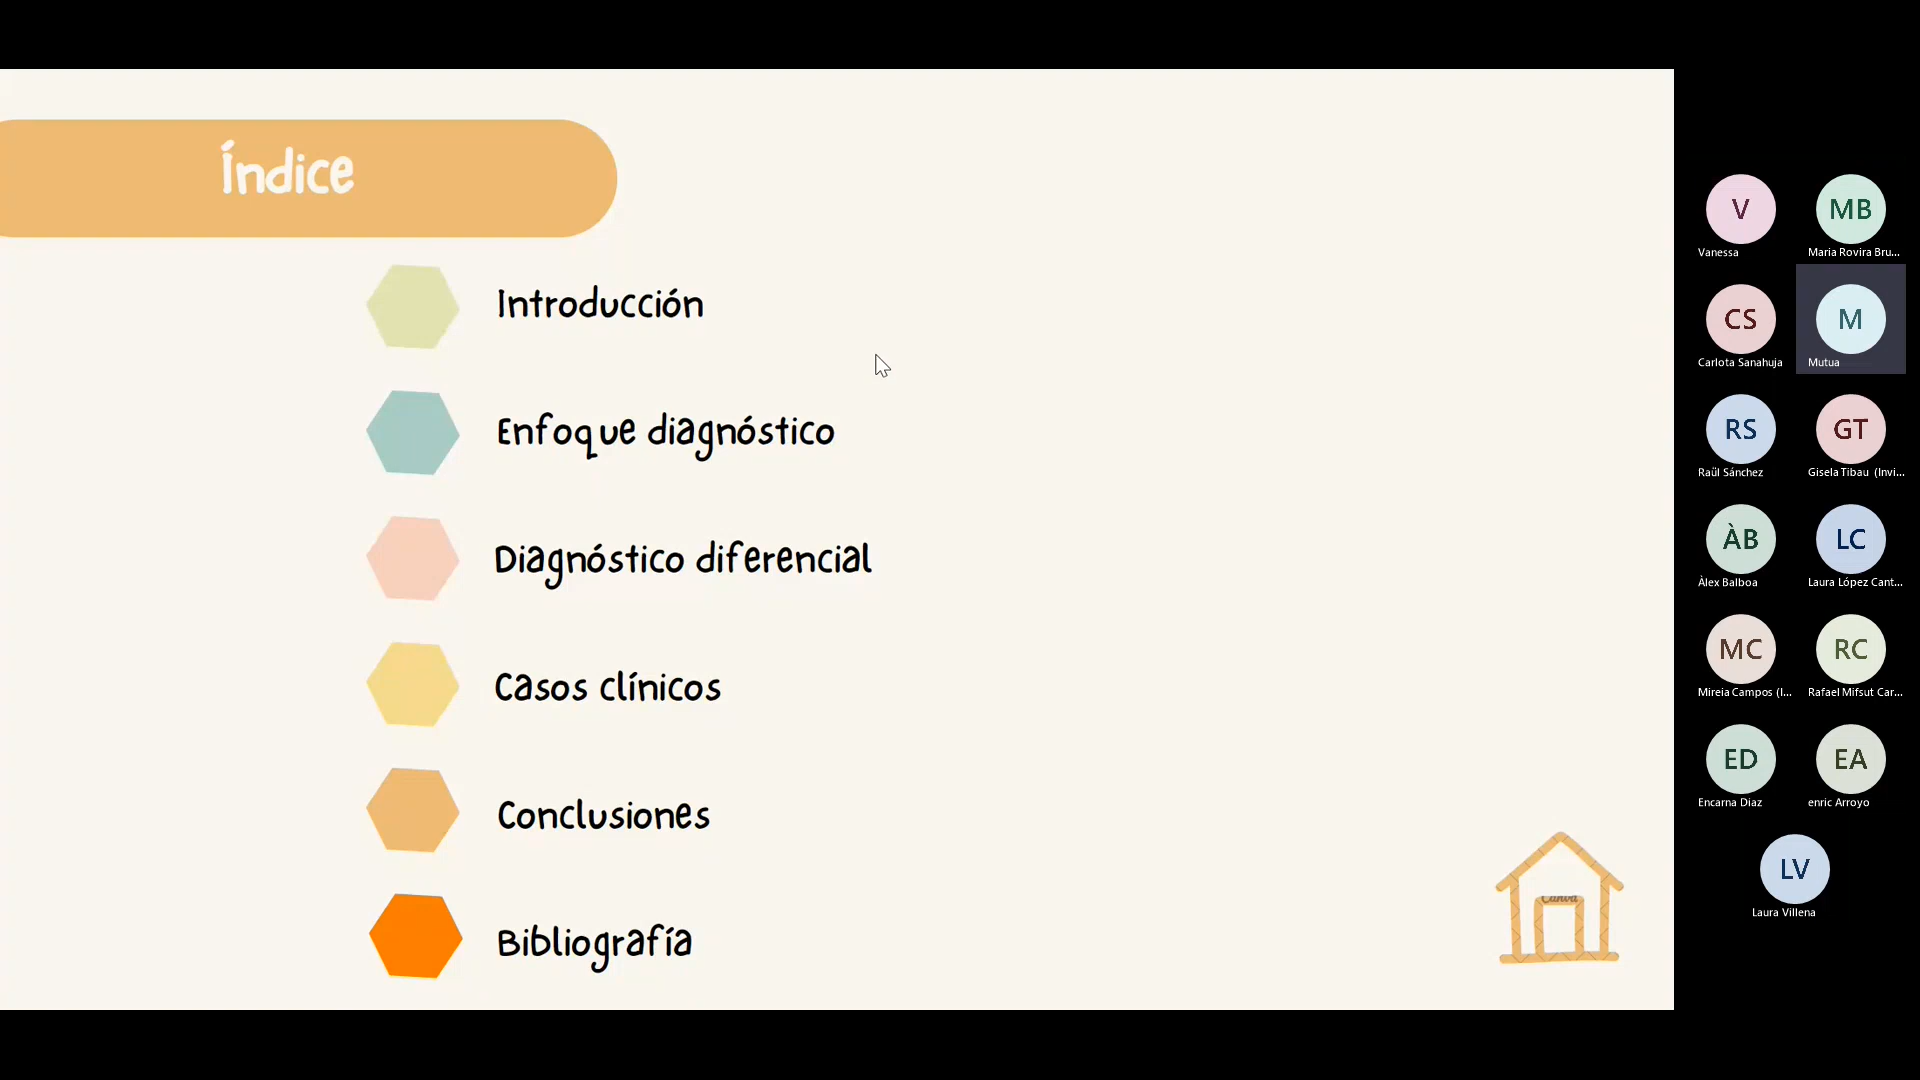 Índice
Introducción
Enfoque diagnóstico
Diagnóstico diferencial
Casos clínicos
Conclusiones
Bibliografía
Canva
V
Vanessa
MB
Maria Rovira Bru...
CS
Carlota Sanahuja
M
Mutua
RS
Raül Sánchez
GT
Gisela Tibau (Invi...
ÀB
Àlex Balboa
LC
Laura López Cant...
MC
Mireia Campos (I...
RC
Rafael Mifsut Car...
ED
Encarna Diaz
EA
enric Arroyo
LV
Laura Villena